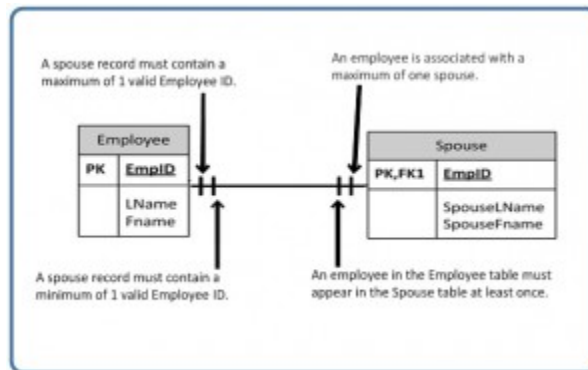 A spouse record must contain a
maximum of 1 valid Employee ID.
An employee is associated with a
maximum of one spouse.
Employee
PK EmpID
LName
Fname
Spouse
PK,FK1 EmpID
SpouseLName
SpouseFname
A spouse record must contain a
minimum of 1 valid Employee ID.
An employee in the Employee table must
appear in the Spouse table at least once.